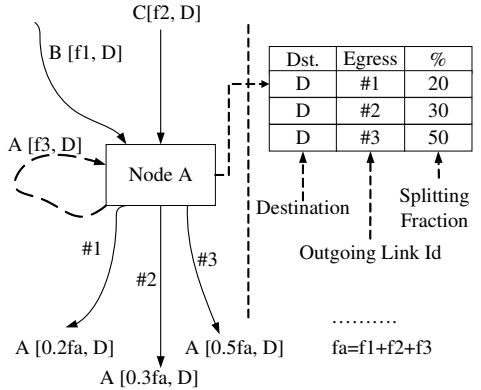 C[f2, D]
B [f1, D]
A [f3, D]
Node A
#1
#2
#3
A [0.2fa, D]
A [0.3fa, D]
A [0.5fa, D]
Dst. Egress %
D #1 20
D #2 30
D #3 50
Destination
Outgoing Link Id
Splitting
Fraction
..........
fa=f1+f2+f3